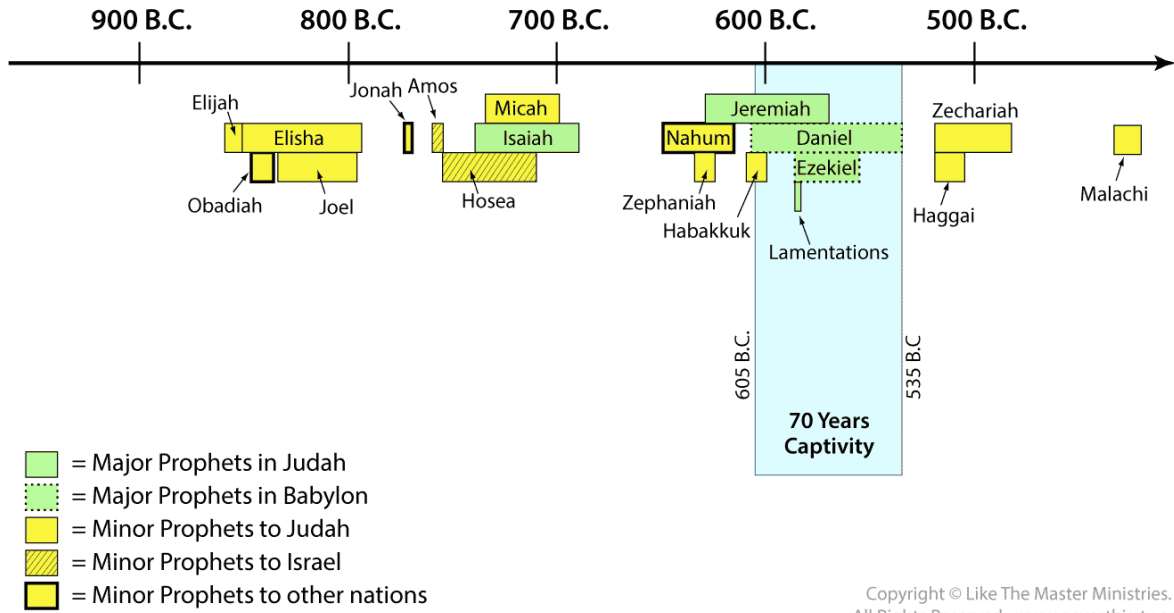 900 B.C. 800 B.C. 700 B.C. 600 B.C. 500 B.C.
Elijah
Elisha
Obadiah
Joel
Jonah
Amos
Micah
Isaiah
Hosea
Jeremiah
Nahum
Daniel
Ezekiel
Zephaniah
Habakkuk
Lamentations
Zechariah
Haggai
Malachi
605 B.C.
535 B.C
70 Years
Captivity
= Major Prophets in Judah
= Major Prophets in Babylon
= Minor Prophets to Judah
= Minor Prophets to Israel
= Minor Prophets to other nations
Copyright © Like The Master Ministries.